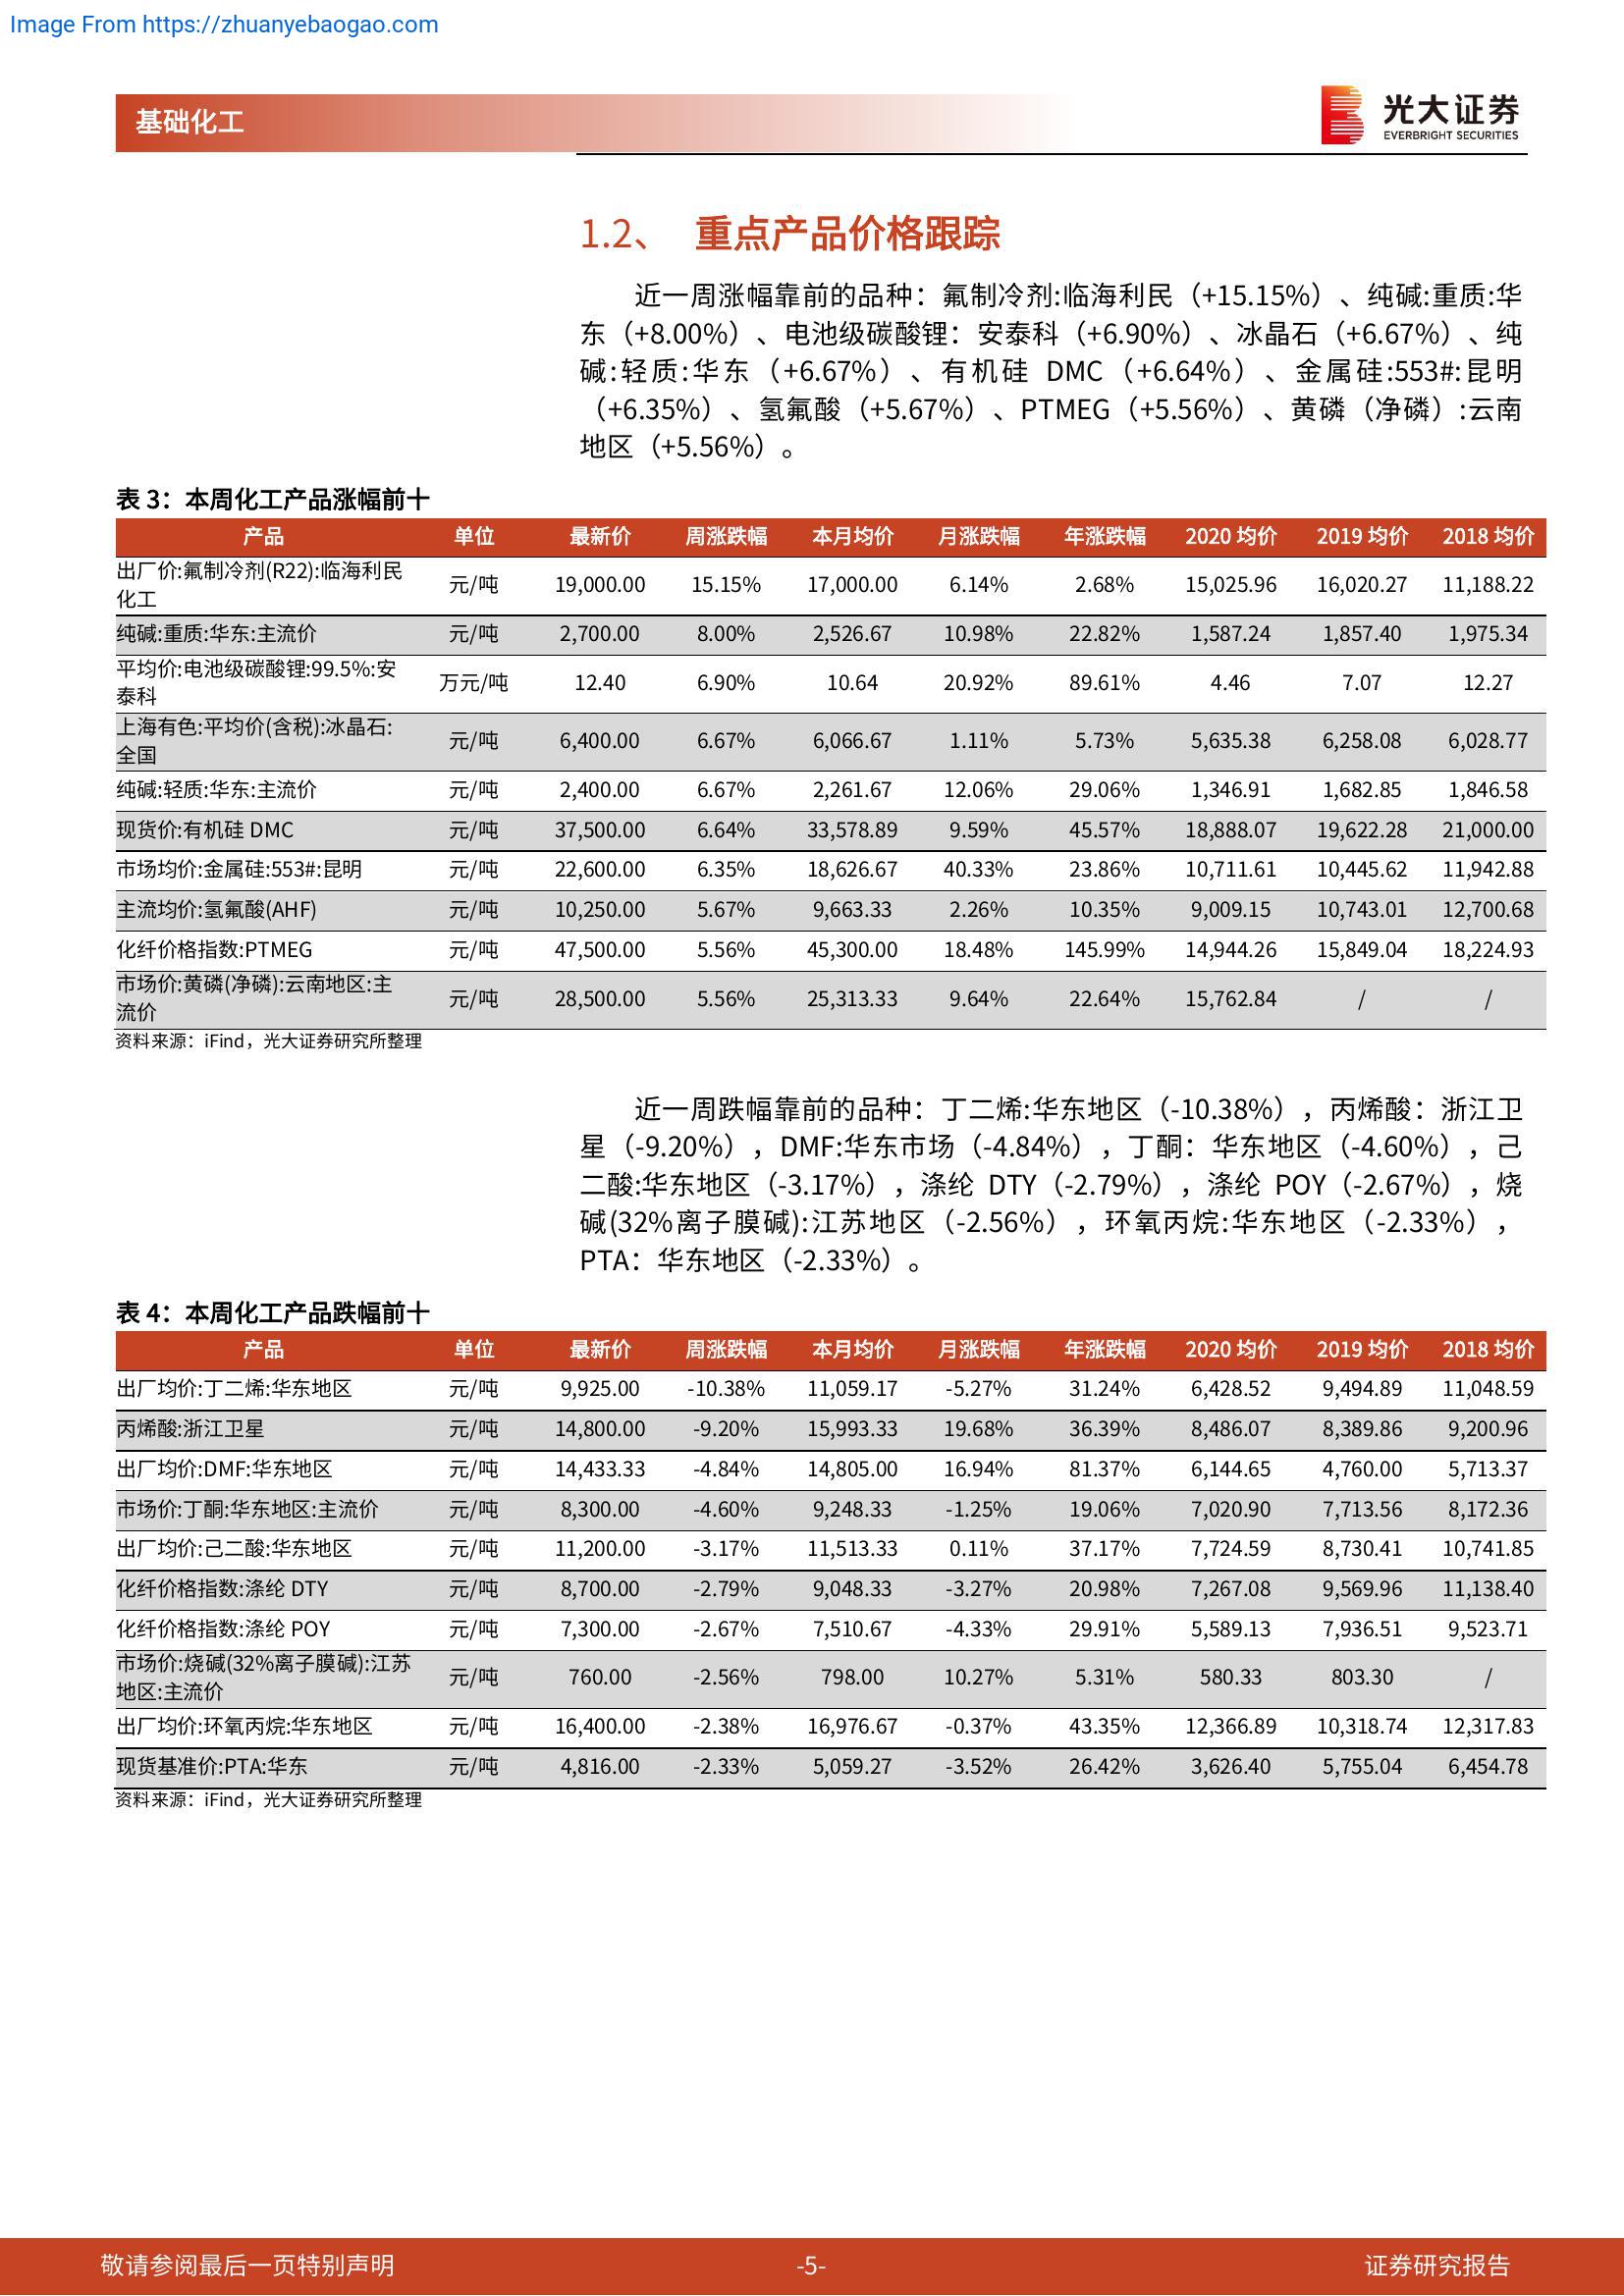 Image From https://zhuanyebaogao.com
基础化工
光大证券
EVERBRIGHT SECURITIES
1.2、 重点产品价格跟踪
近一周涨幅靠前的品种：氟制冷剂:临海利民（+15.15%）、纯碱:重质:华
东（+8.00%）、电池级碳酸锂：安泰科（+6.90%）、冰晶石（+6.67%）、纯
碱:轻质:华东（+6.67%）、有机硅 DMC（+6.64%）、金属硅:553#:昆明
（+6.35%）、氢氟酸（+5.67%）、PTMEG（+5.56%）、黄磷（净磷）:云南
地区（+5.56%）。
表 3：本周化工产品涨幅前十
产品 单位 最新价 周涨跌幅 本月均价 月涨跌幅 年涨跌幅 2020 均价 2019 均价 2018 均价
出厂价:氟制冷剂(R22):临海利民
化工 元/吨 19,000.00 15.15% 17,000.00 6.14% 2.68% 15,025.96 16,020.27 11,188.22
纯碱:重质:华东:主流价 元/吨 2,700.00 8.00% 2,526.67 10.98% 22.82% 1,587.24 1,857.40 1,975.34
平均价:电池级碳酸锂:99.5%:安
泰科 万元/吨 12.40 6.90% 10.64 20.92% 89.61% 4.46 7.07 12.27
上海有色:平均价(含税):冰晶石:
全国 元/吨 6,400.00 6.67% 6,066.67 1.11% 5.73% 5,635.38 6,258.08 6,028.77
纯碱:轻质:华东:主流价 元/吨 2,400.00 6.67% 2,261.67 12.06% 29.06% 1,346.91 1,682.85 1,846.58
现货价:有机硅 DMC 元/吨 37,500.00 6.64% 33,578.89 9.59% 45.57% 18,888.07 19,622.28 21,000.00
市场均价:金属硅:553#:昆明 元/吨 22,600.00 6.35% 18,626.67 40.33% 23.86% 10,711.61 10,445.62 11,942.88
主流均价:氢氟酸(AHF) 元/吨 10,250.00 5.67% 9,663.33 2.26% 10.35% 9,009.15 10,743.01 12,700.68
化纤价格指数:PTMEG 元/吨 47,500.00 5.56% 45,300.00 18.48% 145.99% 14,944.26 15,849.04 18,224.93
市场价:黄磷(净磷):云南地区:主
流价 元/吨 28,500.00 5.56% 25,313.33 9.64% 22.64% 15,762.84 / /
资料来源：iFind，光大证券研究所整理
近一周跌幅靠前的品种：丁二烯:华东地区（-10.38%），丙烯酸：浙江卫
星（-9.20%），DMF:华东市场（-4.84%），丁酮：华东地区（-4.60%），己
二酸:华东地区（-3.17%），涤纶 DTY（-2.79%），涤纶 POY（-2.67%），烧
碱(32%离子膜碱):江苏地区（-2.56%），环氧丙烷:华东地区（-2.33%），
PTA：华东地区（-2.33%）。
表 4：本周化工产品跌幅前十
产品 单位 最新价 周涨跌幅 本月均价 月涨跌幅 年涨跌幅 2020 均价 2019 均价 2018 均价
出厂均价:丁二烯:华东地区 元/吨 9,925.00 -10.38% 11,059.17 -5.27% 31.24% 6,428.52 9,494.89 11,048.59
丙烯酸:浙江卫星 元/吨 14,800.00 -9.20% 15,993.33 19.68% 36.39% 8,486.07 8,389.86 9,200.96
出厂均价:DMF:华东地区 元/吨 14,433.33 -4.84% 14,805.00 16.94% 81.37% 6,144.65 4,760.00 5,713.37
市场价:丁酮:华东地区:主流价 元/吨 8,300.00 -4.60% 9,248.33 -1.25% 19.06% 7,020.90 7,713.56 8,172.36
出厂均价:己二酸:华东地区 元/吨 11,200.00 -3.17% 11,513.33 0.11% 37.17% 7,724.59 8,730.41 10,741.85
化纤价格指数:涤纶 DTY 元/吨 8,700.00 -2.79% 9,048.33 -3.27% 20.98% 7,267.08 9,569.96 11,138.40
化纤价格指数:涤纶 POY 元/吨 7,300.00 -2.67% 7,510.67 -4.33% 29.91% 5,589.13 7,936.51 9,523.71
市场价:烧碱(32%离子膜碱):江苏
地区:主流价 元/吨 760.00 -2.56% 798.00 10.27% 5.31% 580.33 803.30 /
出厂均价:环氧丙烷:华东地区 元/吨 16,400.00 -2.38% 16,976.67 -0.37% 43.35% 12,366.89 10,318.74 12,317.83
现货基准价:PTA:华东 元/吨 4,816.00 -2.33% 5,059.27 -3.52% 26.42% 3,626.40 5,755.04 6,454.78
资料来源：iFind，光大证券研究所整理
敬请参阅最后一页特别声明 -5- 证券研究报告